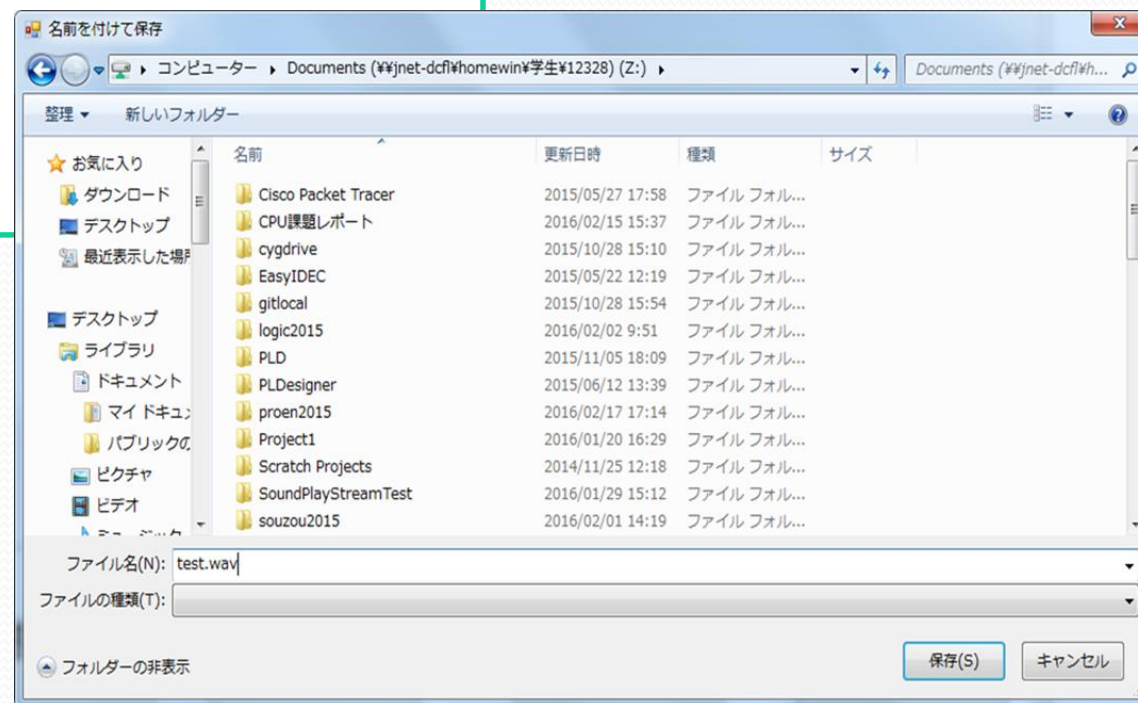 名前を付けて保存
コンピューター ▸ Documents (¥¥jnet-dcfl¥homewin¥学生¥12328) (Z:) ▸
Documents (¥¥jnet-dcfl¥h...
整理 ▼ 新しいフォルダー
名前 更新日時 種類 サイズ
お気に入り
ダウンロード
デスクトップ
最近表示した場所
デスクトップ
ライブラリ
ドキュメント
マイ ドキュメ
パブリックの
ピクチャ
ビデオ
Cisco Packet Tracer 2015/05/27 17:58 ファイル フォル...
CPU課題レポート 2016/02/15 15:37 ファイル フォル...
cygdrive 2015/10/28 15:10 ファイル フォル...
EasyIDEC 2015/05/22 12:19 ファイル フォル...
gitlocal 2015/10/28 15:54 ファイル フォル...
logic2015 2016/02/02 9:51 ファイル フォル...
PLD 2015/11/05 18:09 ファイル フォル...
PLDesigner 2015/06/12 13:39 ファイル フォル...
proen2015 2016/02/17 17:14 ファイル フォル...
Project1 2016/01/20 16:29 ファイル フォル...
Scratch Projects 2014/11/25 12:18 ファイル フォル...
SoundPlayStreamTest 2016/01/29 15:12 ファイル フォル...
souzou2015 2016/02/01 14:19 ファイル フォル...
ファイル名(N): test.wav
ファイルの種類(T):
フォルダーの非表示
保存(S) キャンセル